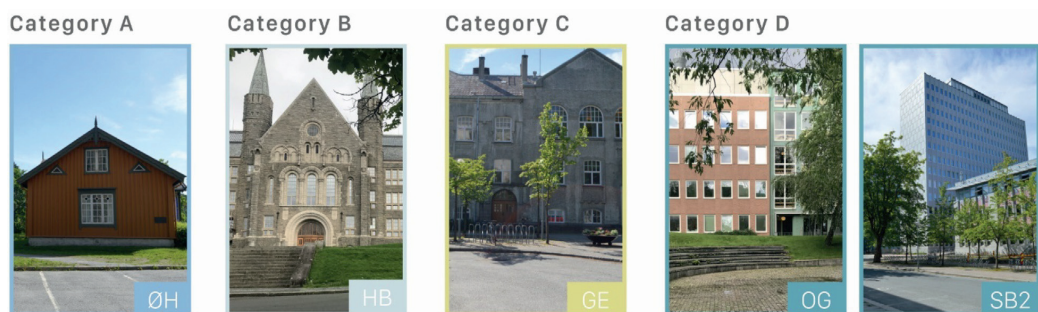 Category A
Category B
Category C
Category D
ØH
HB
GE
OG
SB2